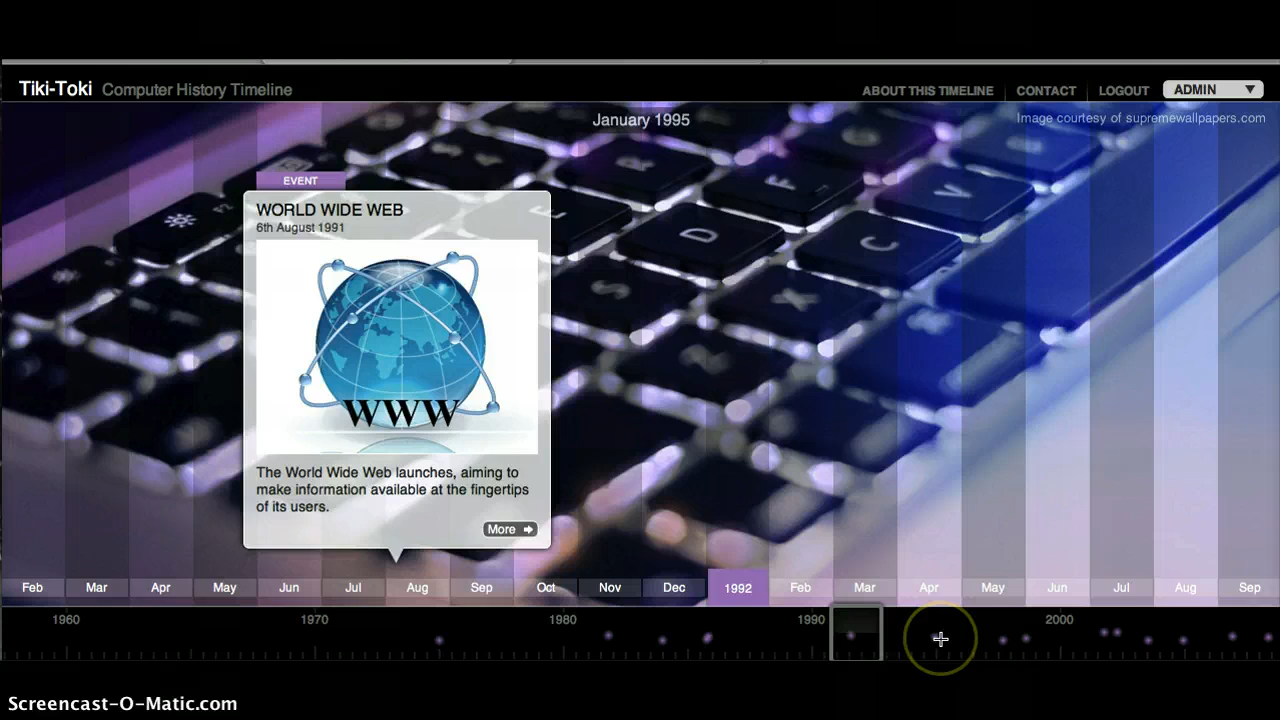 Tiki-Toki Computer History Timeline
ABOUT THIS TIMELINE CONTACT LOGOUT ADMIN
January 1995
Image courtesy of supremewallpapers.com
EVENT
WORLD WIDE WEB
6th August 1991
WWW
The World Wide Web launches, aiming to
make information available at the fingertips
of its users.
More
Feb Mar Apr May Jun Jul Aug Sep Oct Nov Dec 1992 Feb Mar Apr May Jun Jul Aug Sep
1960 1970 1980 1990 2000
Screencast-O-Matic.com
F2
E
R
F
V
D
C
S
X